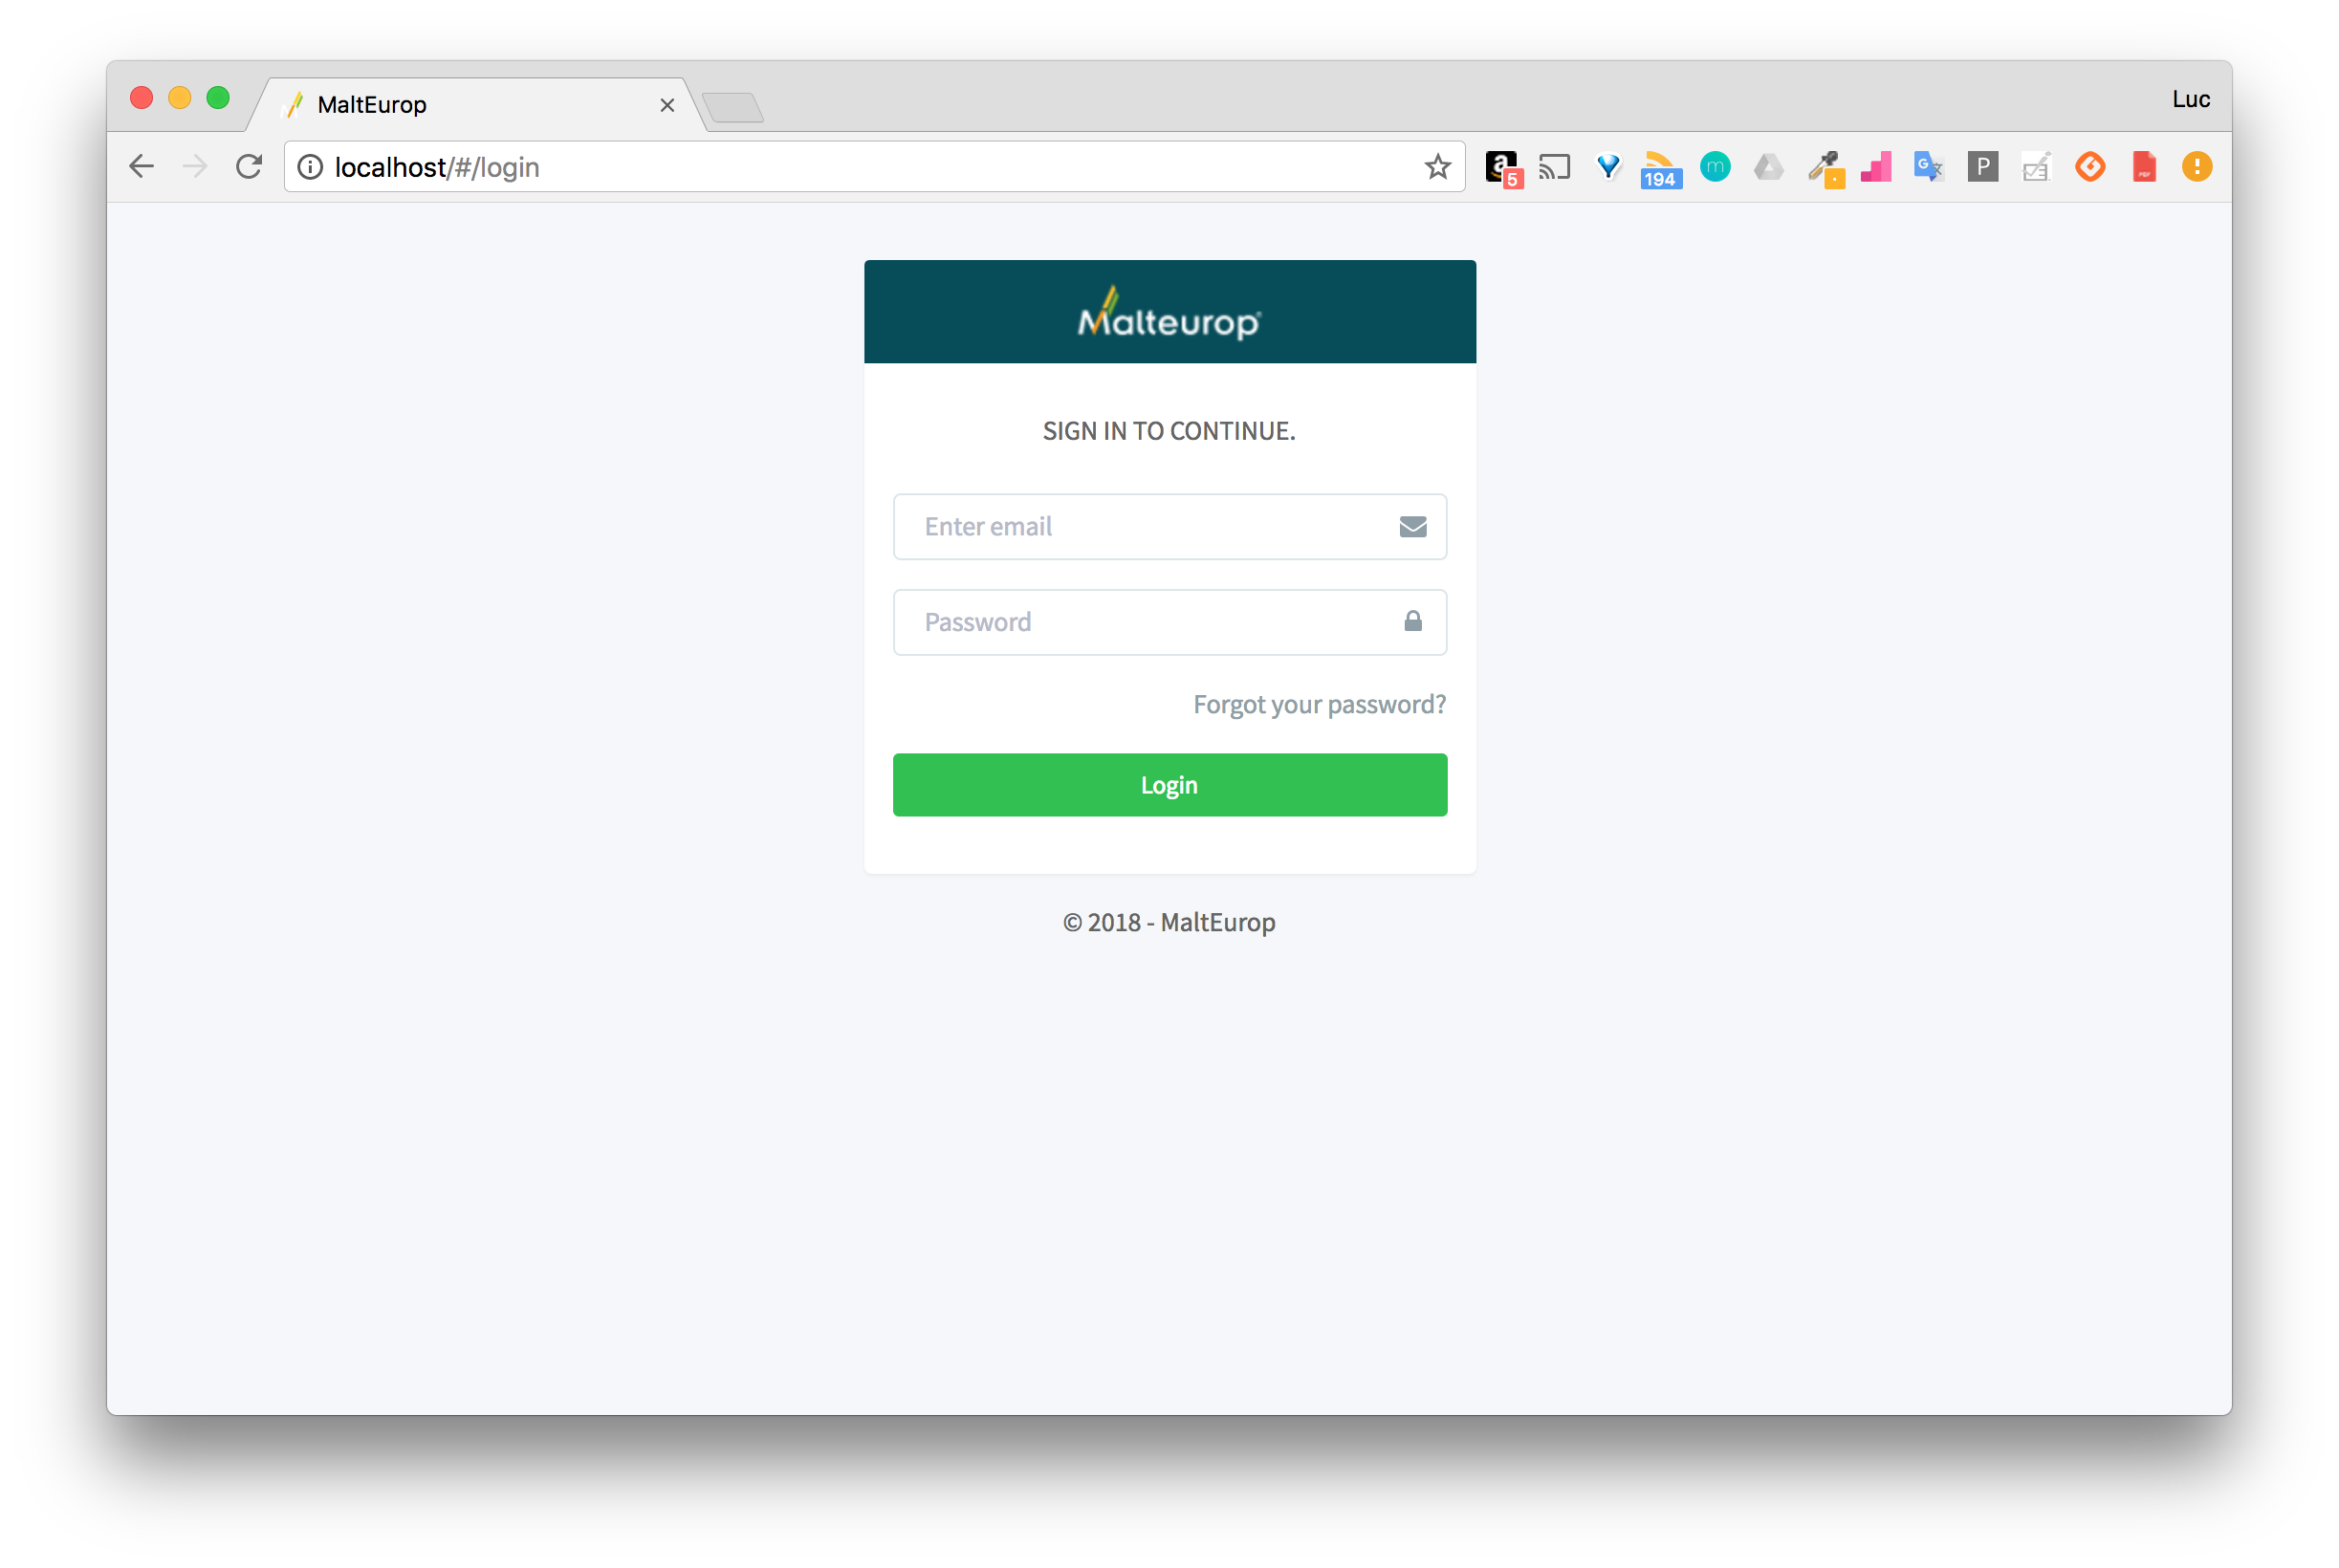 MaltEurop
Luc
localhost/#/login
a 5
194
m
G
P
PDF
Malteurop
SIGN IN TO CONTINUE.
Enter email
Password
Forgot your password?
Login
© 2018 - MaltEurop